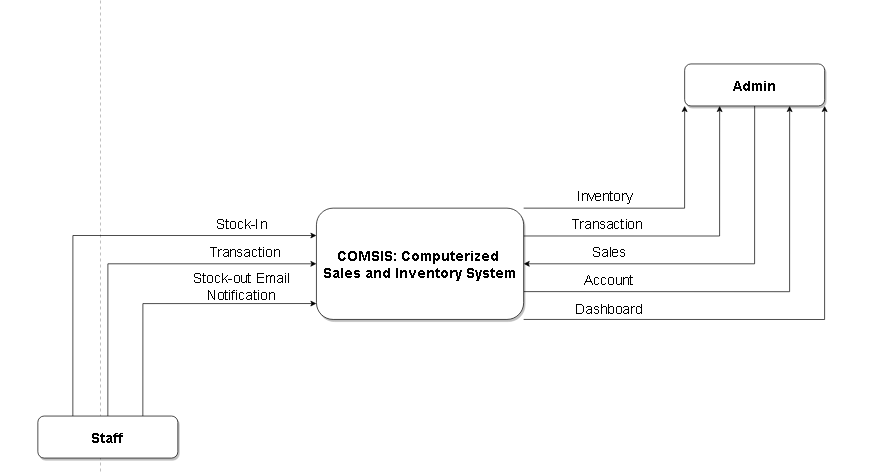 Admin
Inventory
Stock-In
Transaction
Transaction
Sales
COMSIS: Computerized
Sales and Inventory System
Stock-out Email
Notification
Account
Dashboard
Staff